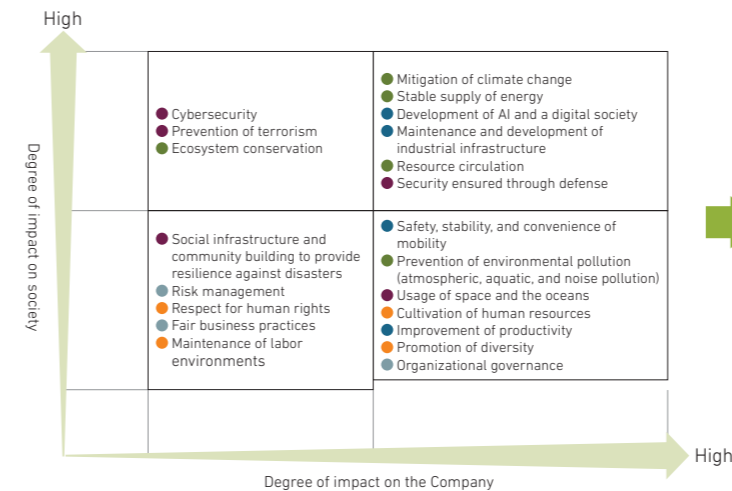 High
Degree of impact on society
Cybersecurity
Prevention of terrorism
Ecosystem conservation
Mitigation of climate change
Stable supply of energy
Development of AI and a digital society
Maintenance and development of
industrial infrastructure
Resource circulation
Security ensured through defense
Social infrastructure and
community building to provide
resilience against disasters
Risk management
Respect for human rights
Fair business practices
Maintenance of labor
environments
Safety, stability, and convenience of
mobility
Prevention of environmental pollution
(atmospheric, aquatic, and noise pollution)
Usage of space and the oceans
Cultivation of human resources
Improvement of productivity
Promotion of diversity
Organizational governance
High
Degree of impact on the Company